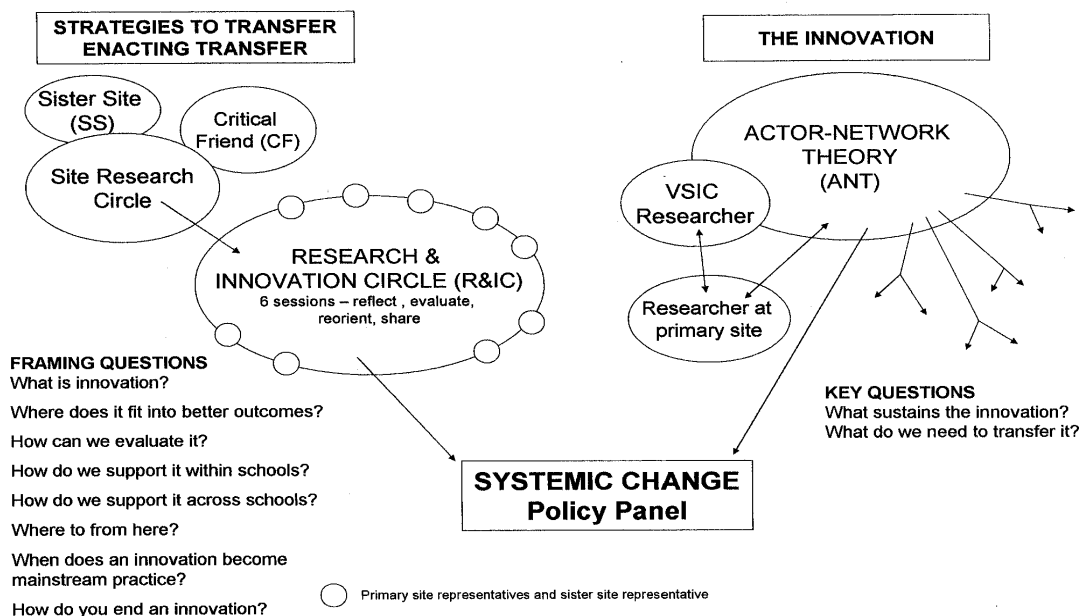 STRATEGIES TO TRANSFER
ENACTING TRANSFER
THE INNOVATION
Sister Site
(SS)
Critical
Friend (CF)
Site Research
Circle
RESEARCH &
INNOVATION CIRCLE (R&IC)
6 sessions – reflect , evaluate,
reorient, share
ACTOR-NETWORK
THEORY
(ANT)
VSIC
Researcher
Researcher at
primary site
FRAMING QUESTIONS
What is innovation?
Where does it fit into better outcomes?
How can we evaluate it?
How do we support it within schools?
How do we support it across schools?
Where to from here?
When does an innovation become
mainstream practice?
How do you end an innovation?
KEY QUESTIONS
What sustains the innovation?
What do we need to transfer it?
SYSTEMIC CHANGE
Policy Panel
Primary site representatives and sister site representative